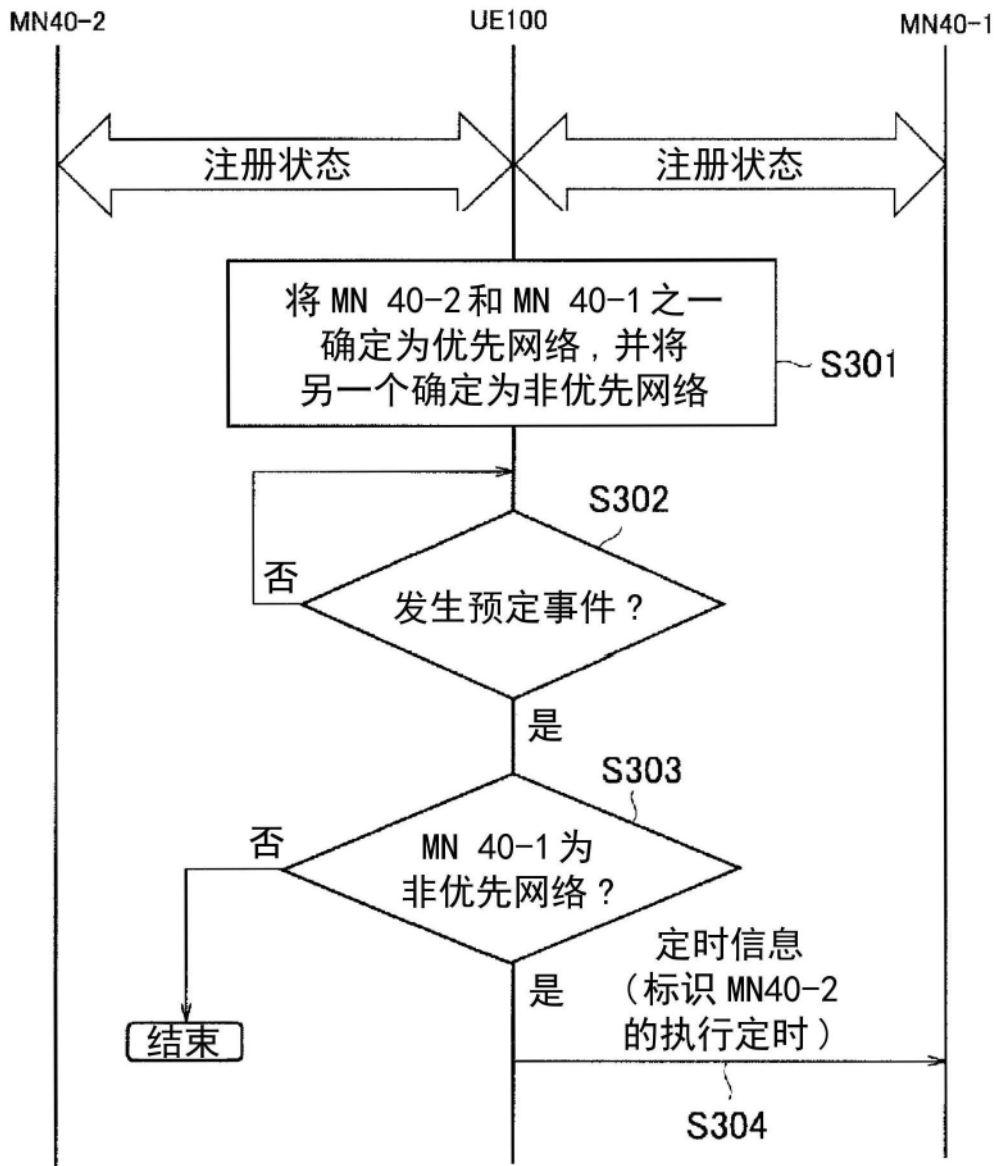 MN40-2
UE100
MN40-1
注册状态
注册状态
将 MN 40-2 和 MN 40-1 之一
确定为优先网络，并将
另一个确定为非优先网络
S301
S302
否
发生预定事件？
是
S303
否
MN 40-1 为
非优先网络？
是
定时信息
（标识 MN40-2
的执行定时）
结束
S304